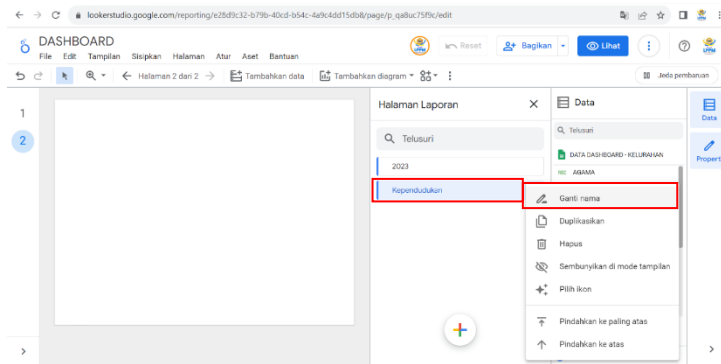 lookerstudio.google.com/reporting/e28d9c32-b79b-40cd-b54c-4a9c4dd15db8/page/p_qa8uc75f9c/edit
DASHBOARD
File Edit Tampilan Sisipkan Halaman Atur Aset Bantuan
Reset
Bagikan
Lihat
Halaman 2 dari 2
Tambahkan data
Tambahkan diagram
Jeda pembaruan
1
2
Halaman Laporan
Telusuri
2023
Kependudukan
Data
Telusuri
DATA DASHBOARD - KELURAHAN
AGAMA
Ganti nama
Duplikasikan
Hapus
Sembunyikan di mode tampilan
Pilih ikon
Pindahkan ke paling atas
Pindahkan ke atas
Data
Propert